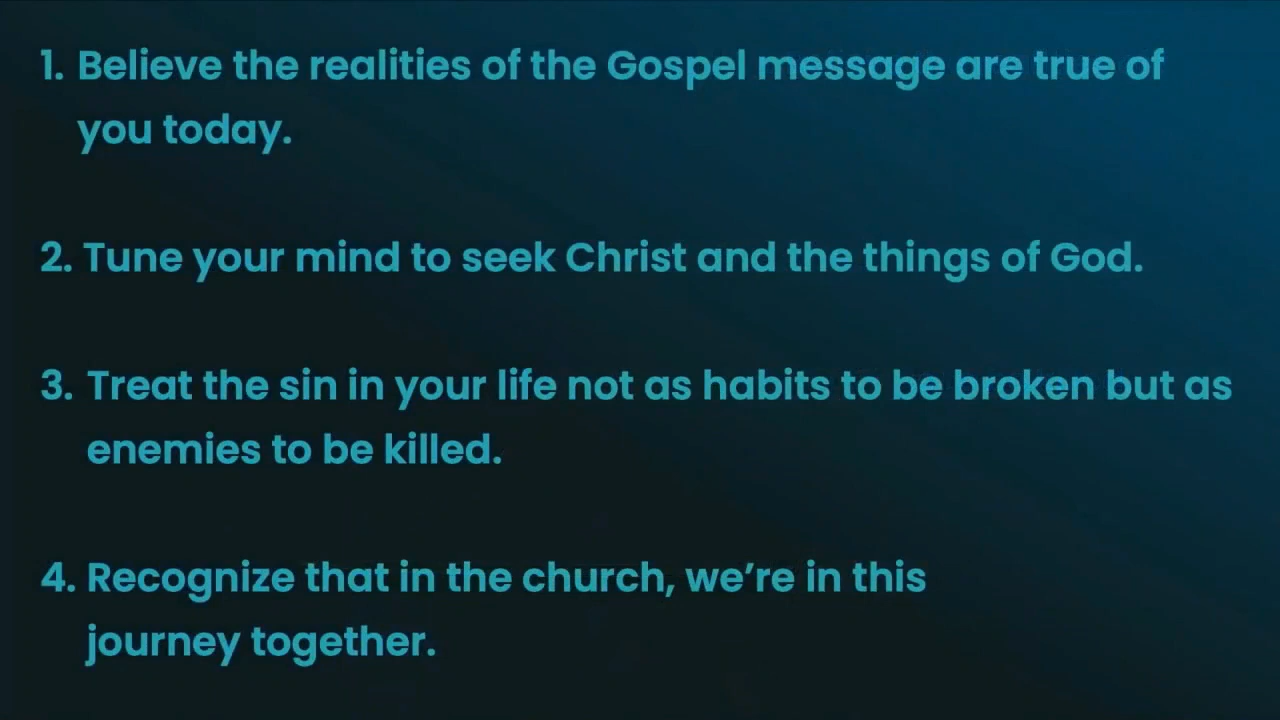 1. Believe the realities of the Gospel message are true of
you today.
2. Tune your mind to seek Christ and the things of God.
3. Treat the sin in your life not as habits to be broken but as
enemies to be killed.
4. Recognize that in the church, we’re in this
journey together.